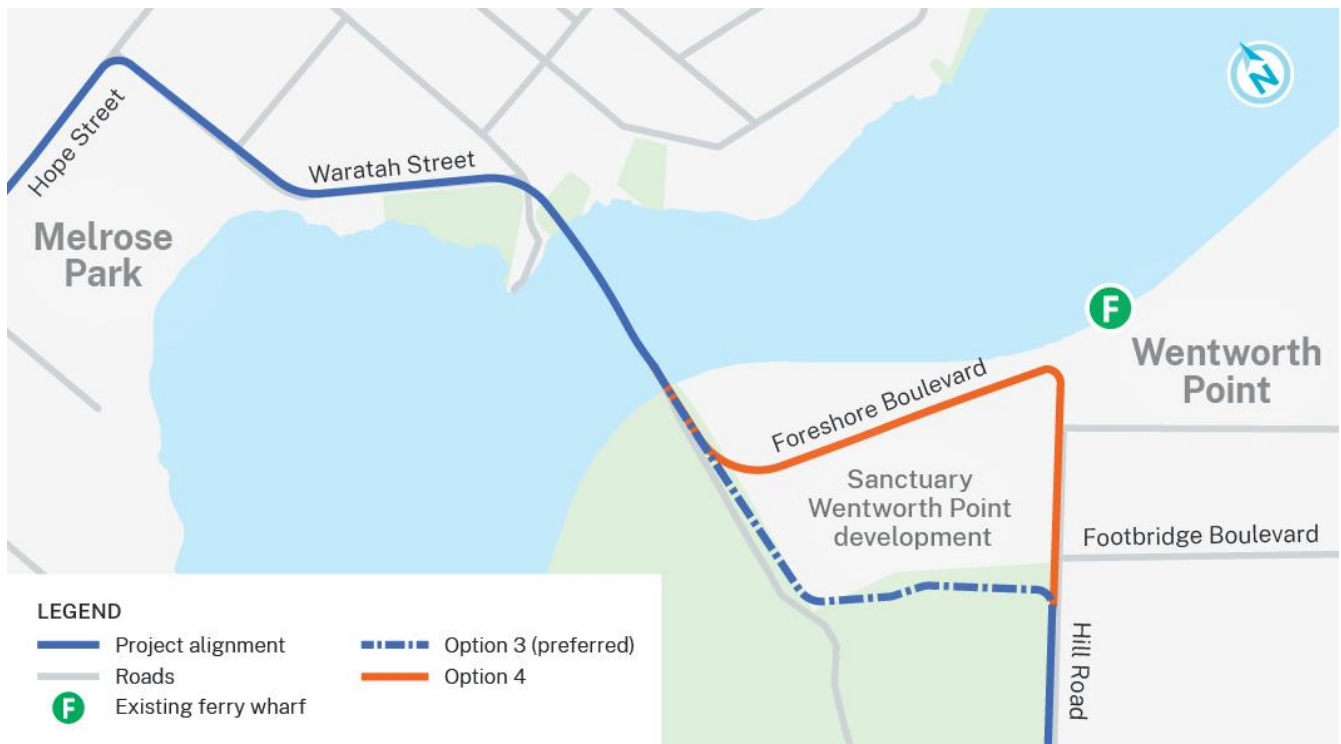 N
Hope Street
Waratah Street
Melrose
Park
F
Wentworth
Point
Foreshore Boulevard
Sanctuary
Wentworth Point
development
Footbridge Boulevard
Hill Road
LEGEND
Project alignment
Option 3 (preferred)
Roads
Option 4
F
Existing ferry wharf